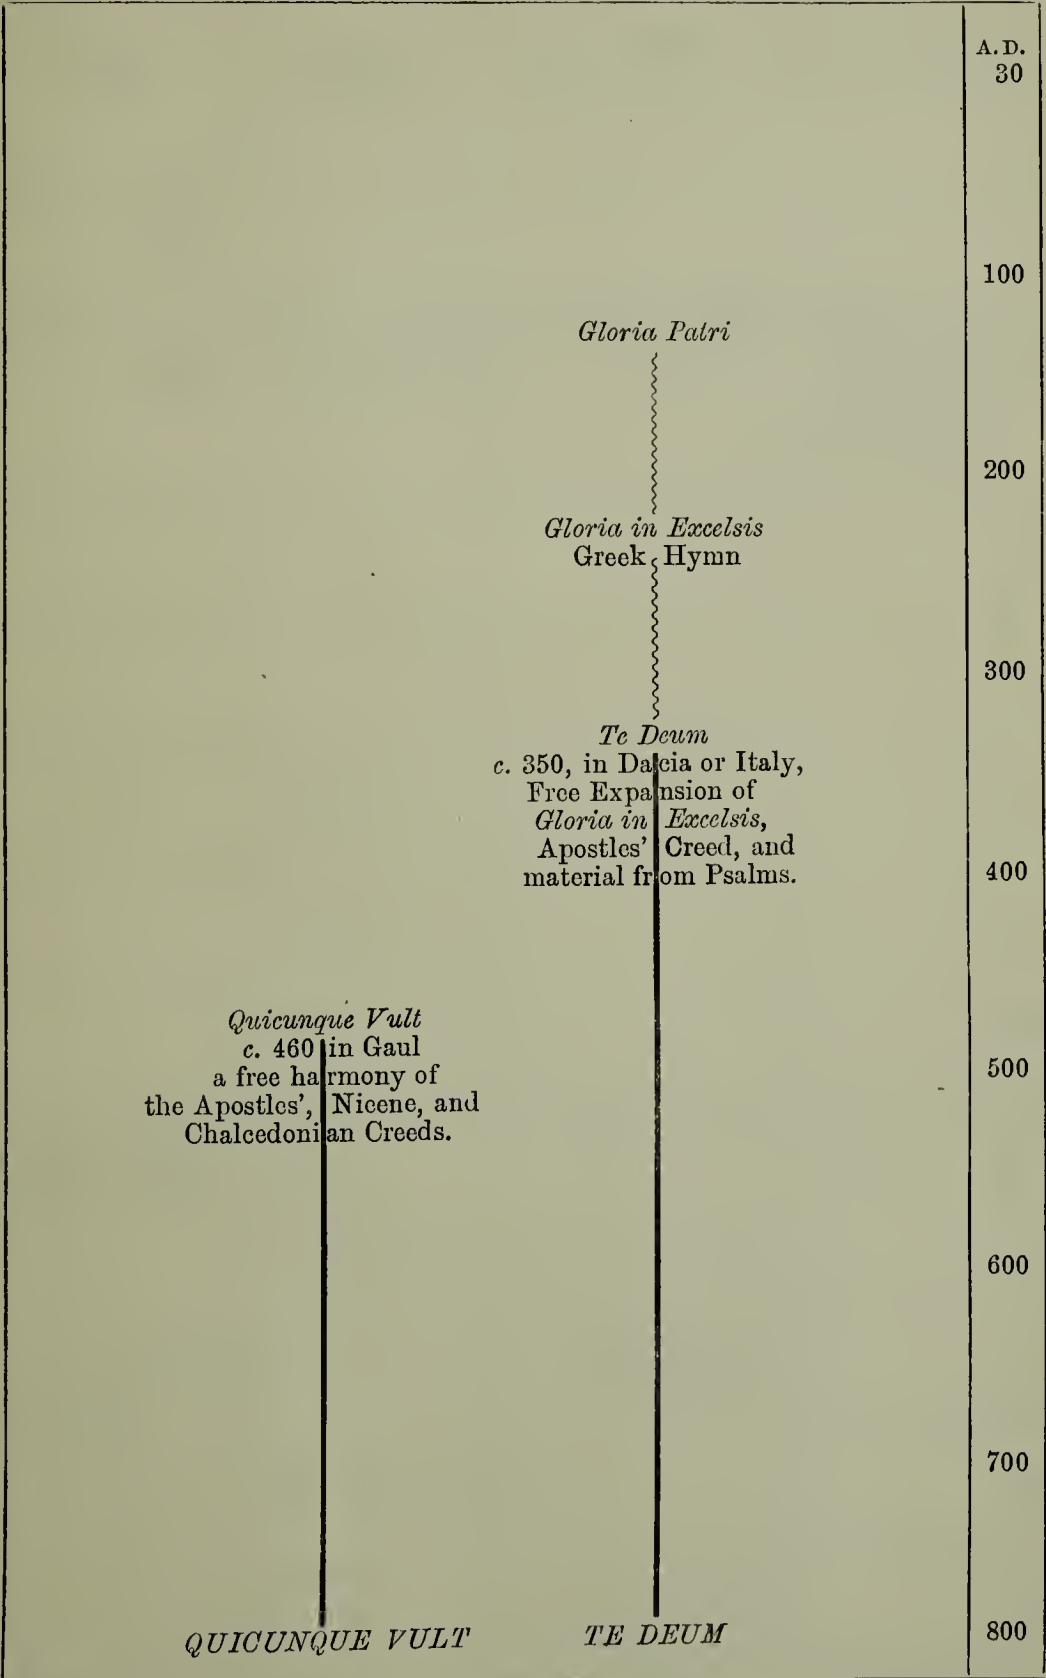 A.D.
30
100
Gloria Patri
200
Gloria in Excelsis
Greek Hymn
300
Te Deum
c. 350, in Dacia or Italy,
Free Expansion of
Gloria in Excelsis,
Apostles' Creed, and
material from Psalms.
400
Quicunque Vult
c. 460 in Gaul
a free harmony of
the Apostles', Nicene, and
Chalcedonian Creeds.
500
600
700
QUICUNQUE VULT
TE DEUM
800